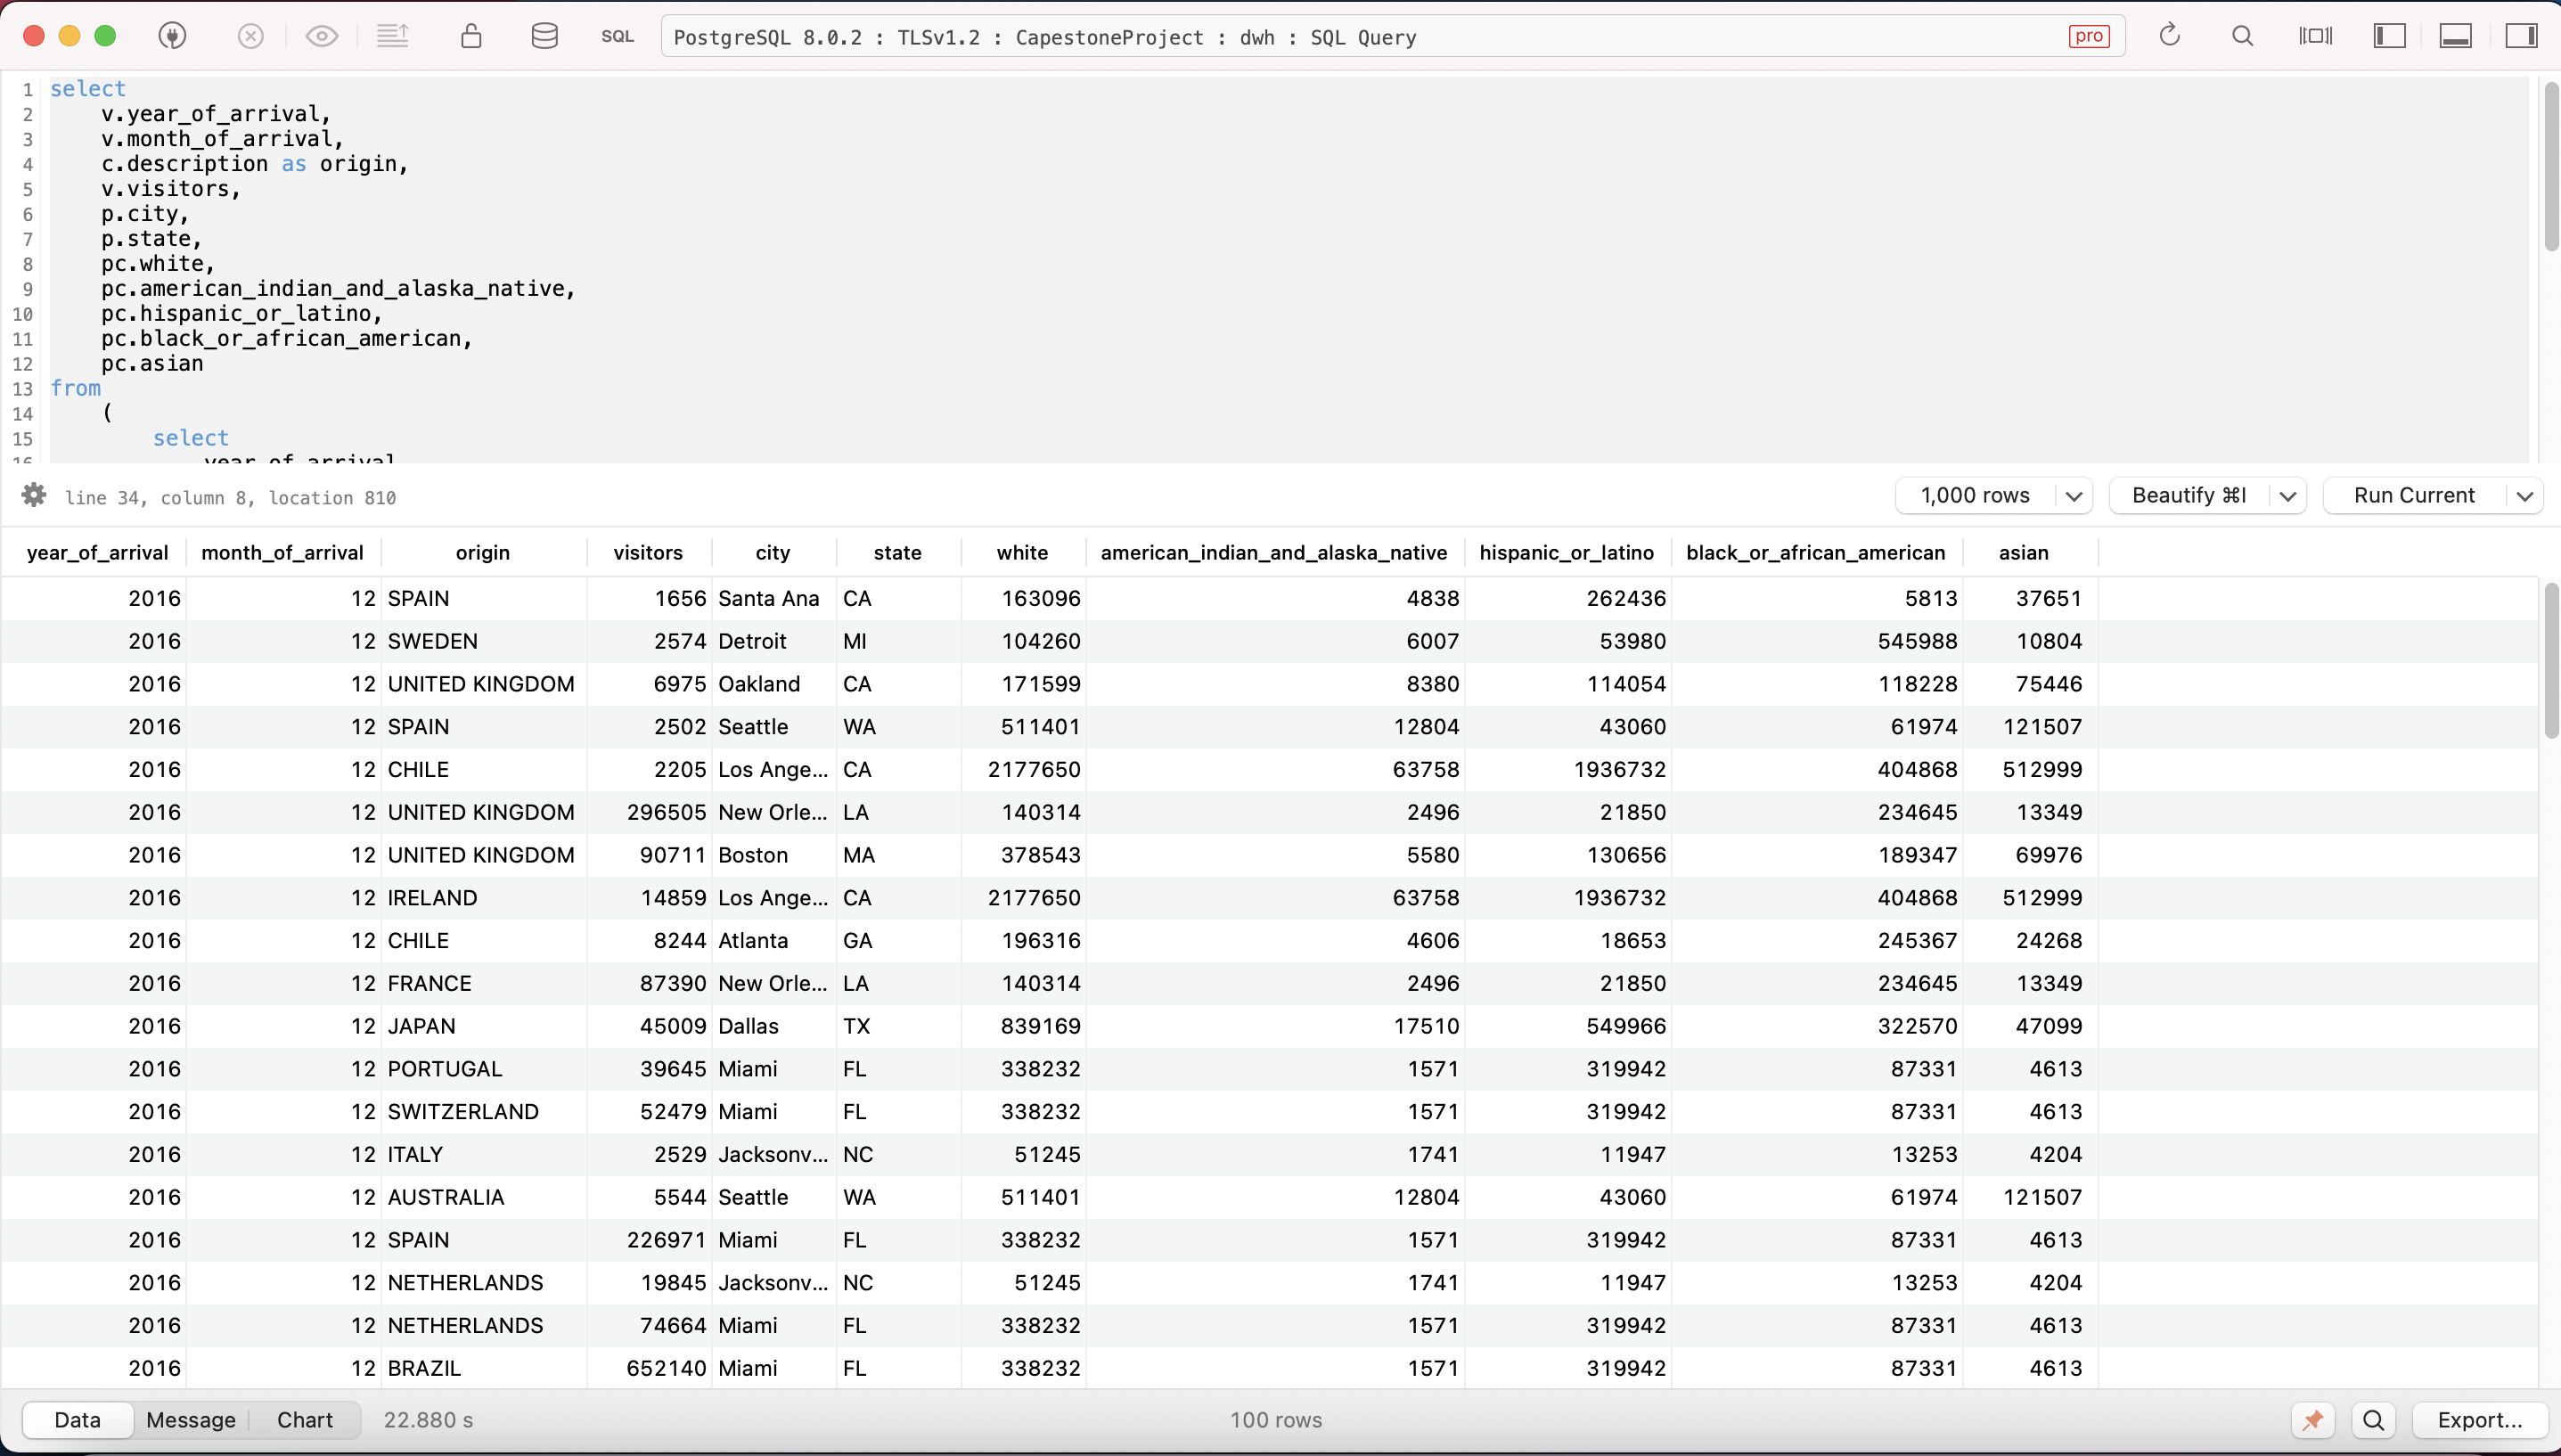 SQL PostgreSQL 8.0.2 : TLSv1.2 : CapestoneProject : dwh : SQL Query pro
1 select
2 v.year_of_arrival,
3 v.month_of_arrival,
4 c.description as origin,
5 v.visitors,
6 p.city,
7 p.state,
8 pc.white,
9 pc.american_indian_and_alaska_native,
10 pc.hispanic_or_latino,
11 pc.black_or_african_american,
12 pc.asian
13 from
14 (
15 select
16 year_of_arrival
line 34, column 8, location 810 1,000 rows Beautify ⌘I Run Current
year_of_arrival month_of_arrival origin visitors city state white american_indian_and_alaska_native hispanic_or_latino black_or_african_american asian
2016 12 SPAIN 1656 Santa Ana CA 163096 4838 262436 5813 37651
2016 12 SWEDEN 2574 Detroit MI 104260 6007 53980 545988 10804
2016 12 UNITED KINGDOM 6975 Oakland CA 171599 8380 114054 118228 75446
2016 12 SPAIN 2502 Seattle WA 511401 12804 43060 61974 121507
2016 12 CHILE 2205 Los Ange... CA 2177650 63758 1936732 404868 512999
2016 12 UNITED KINGDOM 296505 New Orle... LA 140314 2496 21850 234645 13349
2016 12 UNITED KINGDOM 90711 Boston MA 378543 5580 130656 189347 69976
2016 12 IRELAND 14859 Los Ange... CA 2177650 63758 1936732 404868 512999
2016 12 CHILE 8244 Atlanta GA 196316 4606 18653 245367 24268
2016 12 FRANCE 87390 New Orle... LA 140314 2496 21850 234645 13349
2016 12 JAPAN 45009 Dallas TX 839169 17510 549966 322570 47099
2016 12 PORTUGAL 39645 Miami FL 338232 1571 319942 87331 4613
2016 12 SWITZERLAND 52479 Miami FL 338232 1571 319942 87331 4613
2016 12 ITALY 2529 Jacksonv... NC 51245 1741 11947 13253 4204
2016 12 AUSTRALIA 5544 Seattle WA 511401 12804 43060 61974 121507
2016 12 SPAIN 226971 Miami FL 338232 1571 319942 87331 4613
2016 12 NETHERLANDS 19845 Jacksonv... NC 51245 1741 11947 13253 4204
2016 12 NETHERLANDS 74664 Miami FL 338232 1571 319942 87331 4613
2016 12 BRAZIL 652140 Miami FL 338232 1571 319942 87331 4613
Data Message Chart 22.880 s 100 rows Export...